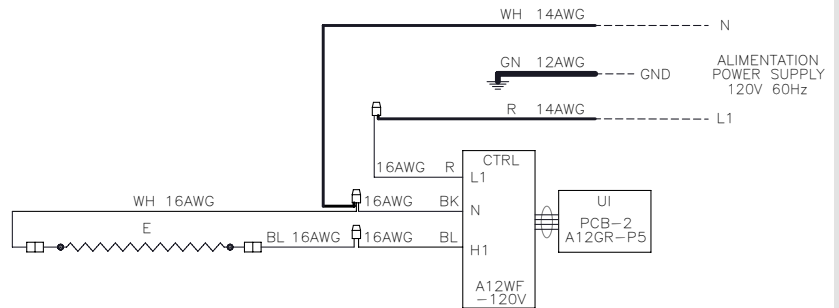 WH 14AWG
N
GN 12AWG
GND
ALIMENTATION
POWER SUPPLY
120V 60Hz
R 14AWG
L1
CTRL
16AWG R
L1
WH 16AWG
16AWG BK
N
UI
PCB-2
A12GR-P5
E
BL 16AWG
16AWG BL
H1
A12WF
-120V